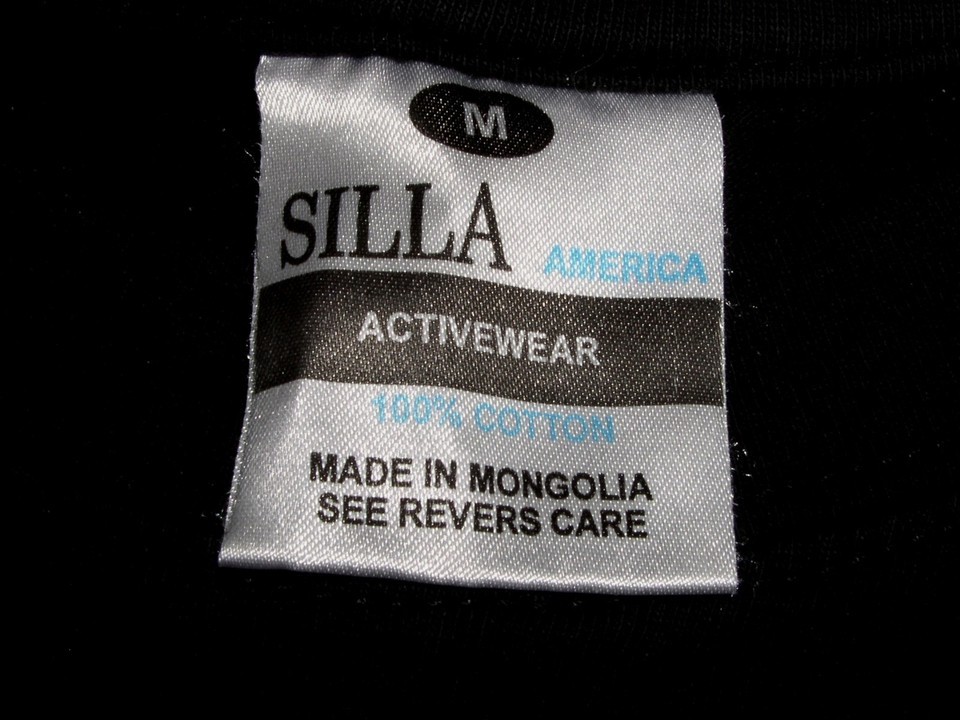 M
SILLA
AMERICA
ACTIVEWEAR
100% COTTON
MADE IN MONGOLIA
SEE REVERS CARE